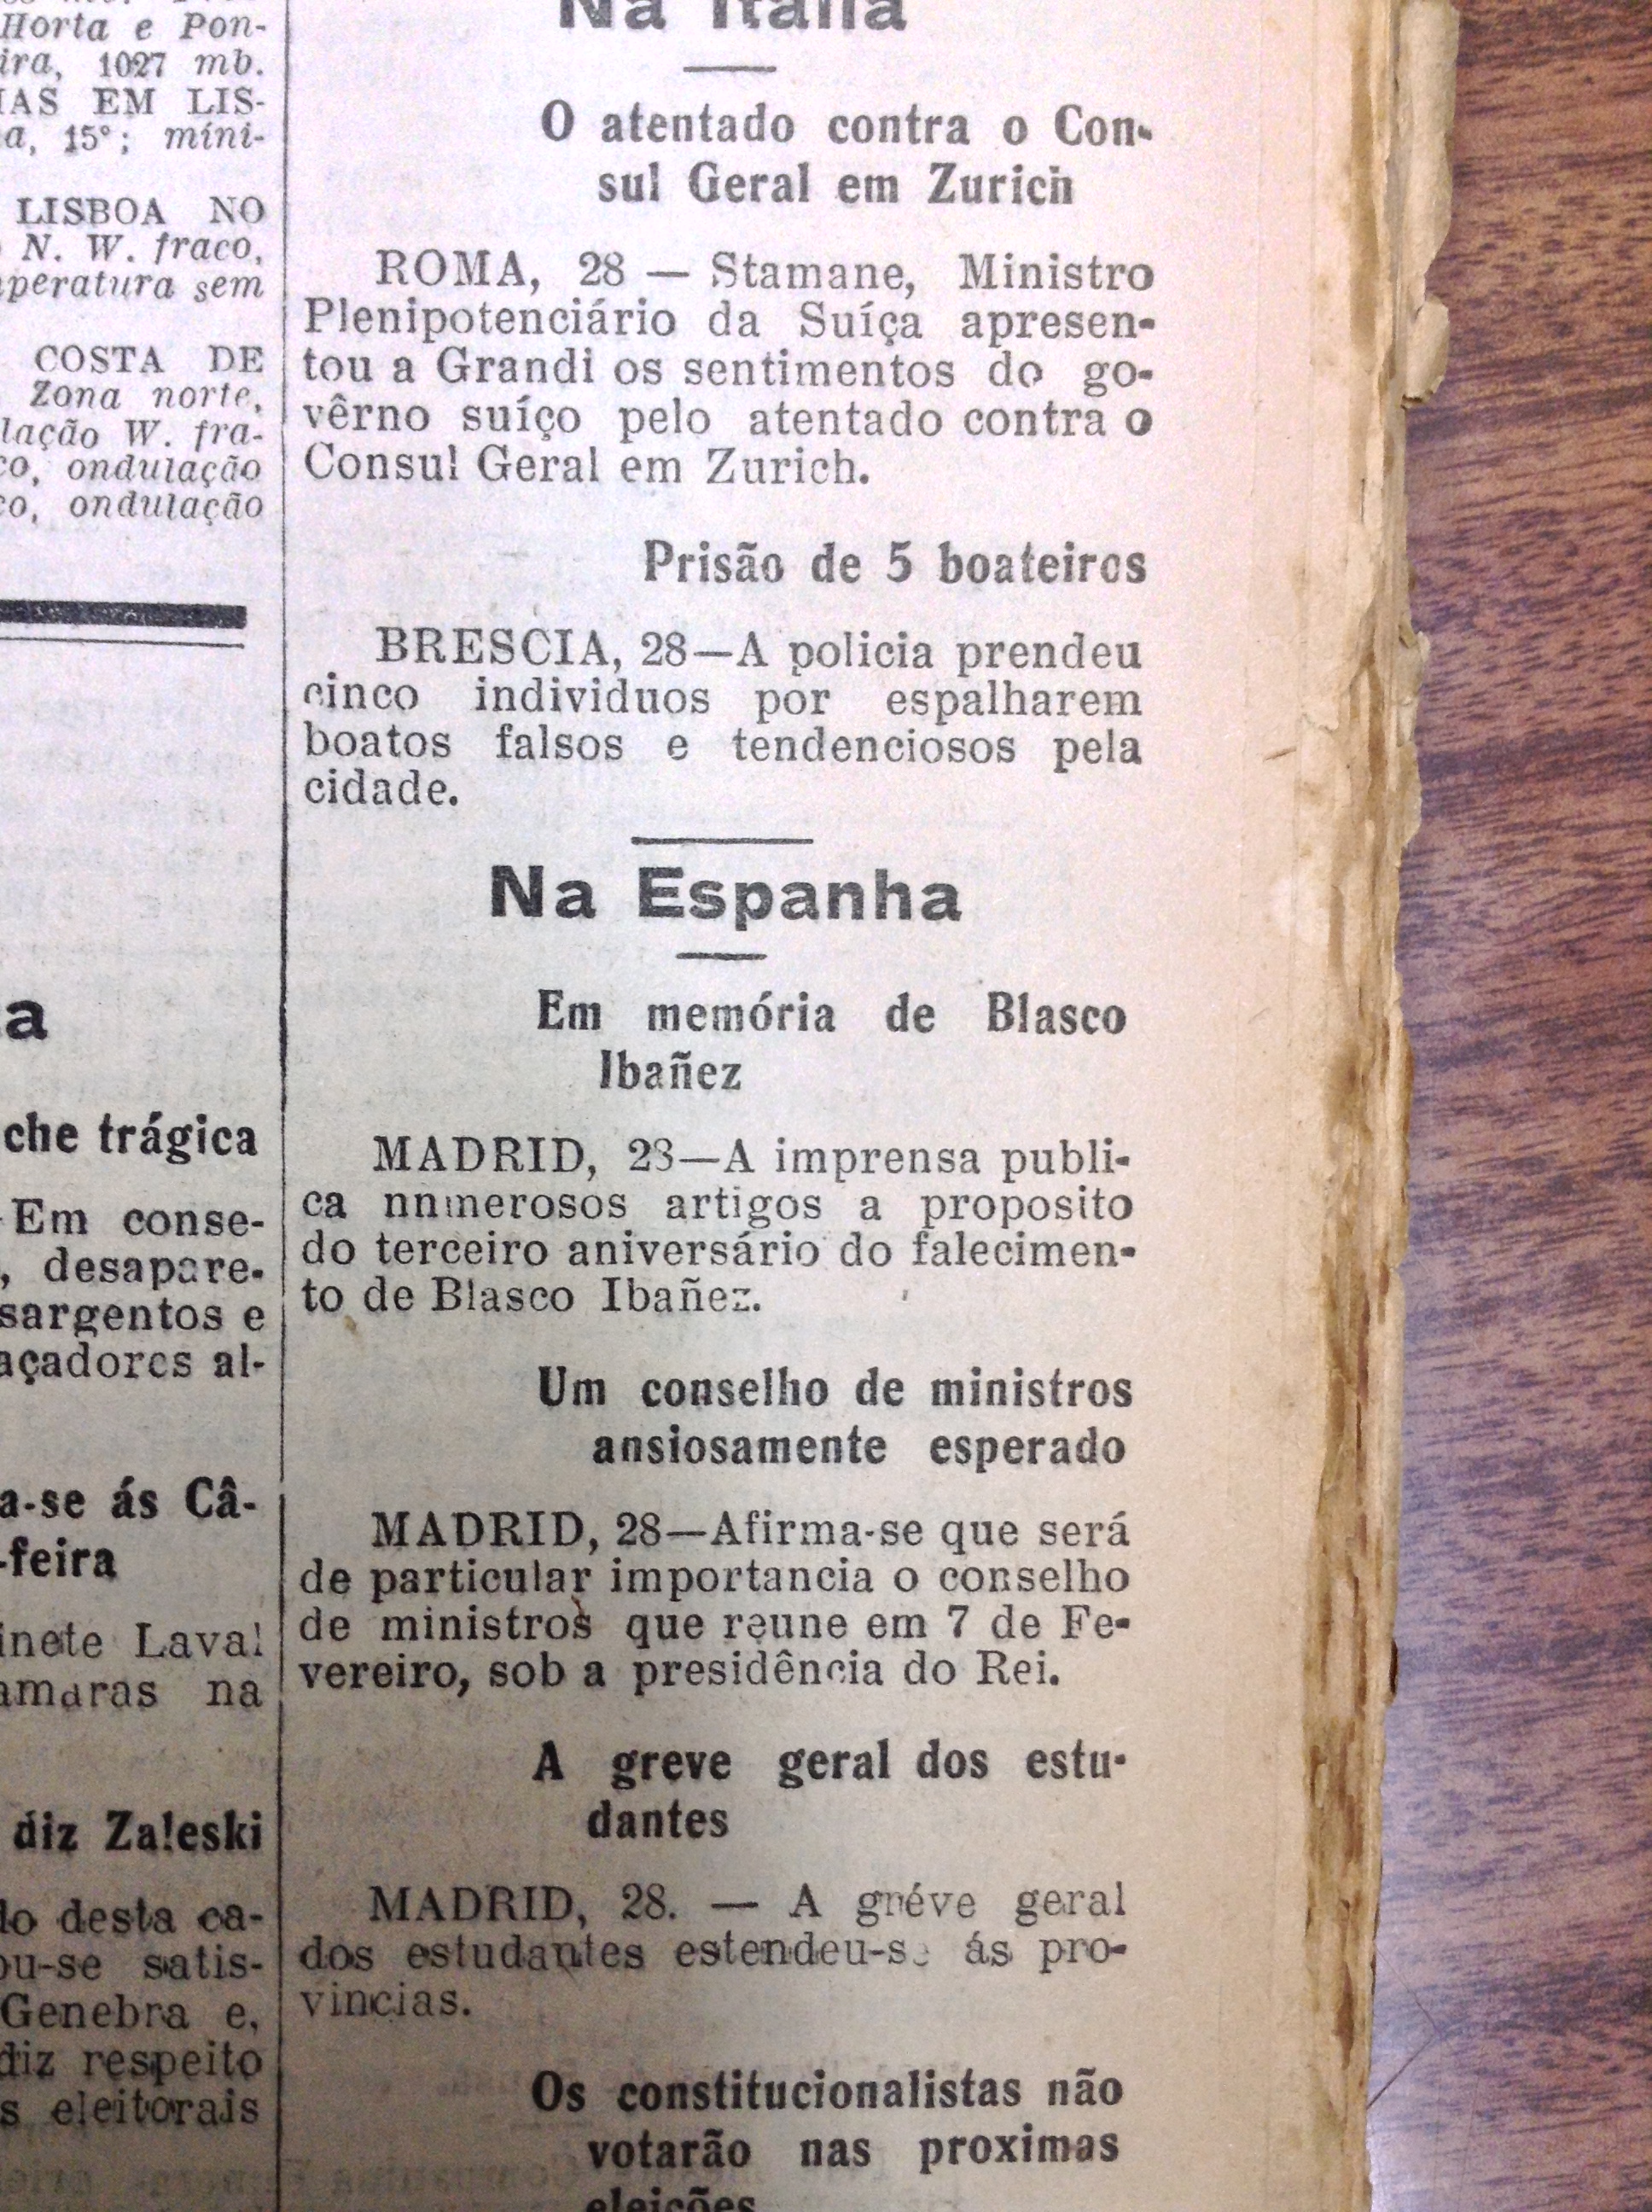 Horta e Pon-
ira, 1027 mb.
IAS EM LIS-
a, 15°; míni-
LISBOA NO
N. W. fraco,
peratura sem
COSTA DE
Zona norte,
lação W. fra-
co, ondulação
co, ondulação
a
che trágica
Em conse-
, desapare-
sargentos e
açadores al-
a-se ás Câ-
-feira
inete Laval
amaras na
diz Zaleski
do desta ca-
ou-se satis-
Genebra e,
diz respeito
s eleitorais
Na Italia
O atentado contra o Con-
sul Geral em Zurich
ROMA, 28 — Stamane, Ministro
Plenipotenciário da Suíça apresen-
tou a Grandi os sentimentos do go-
vêrno suíço pelo atentado contra o
Consul Geral em Zurich.
Prisão de 5 boateiros
BRESCIA, 28—A policia prendeu
cinco individuos por espalharem
boatos falsos e tendenciosos pela
cidade.
Na Espanha
Em memória de Blasco
Ibañez
MADRID, 28—A imprensa publi-
ca nnmerosos artigos a proposito
do terceiro aniversário do falecimen-
to de Blasco Ibañez.
Um conselho de ministros
ansiosamente esperado
MADRID, 28—Afirma-se que será
de particular importancia o conselho
de ministros que reune em 7 de Fe-
vereiro, sob a presidência do Rei.
A greve geral dos estu-
dantes
MADRID, 28. — A gréve geral
dos estudantes estendeu-se ás pro-
vincias.
Os constitucionalistas não
votarão nas proximas
eleições